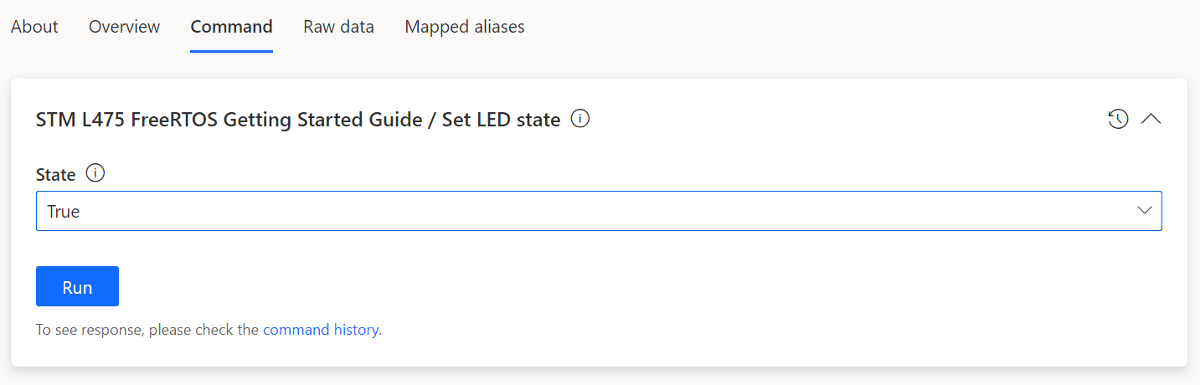 About Overview Command Raw data Mapped aliases
STM L475 FreeRTOS Getting Started Guide / Set LED state
State
True
Run
To see response, please check the command history.